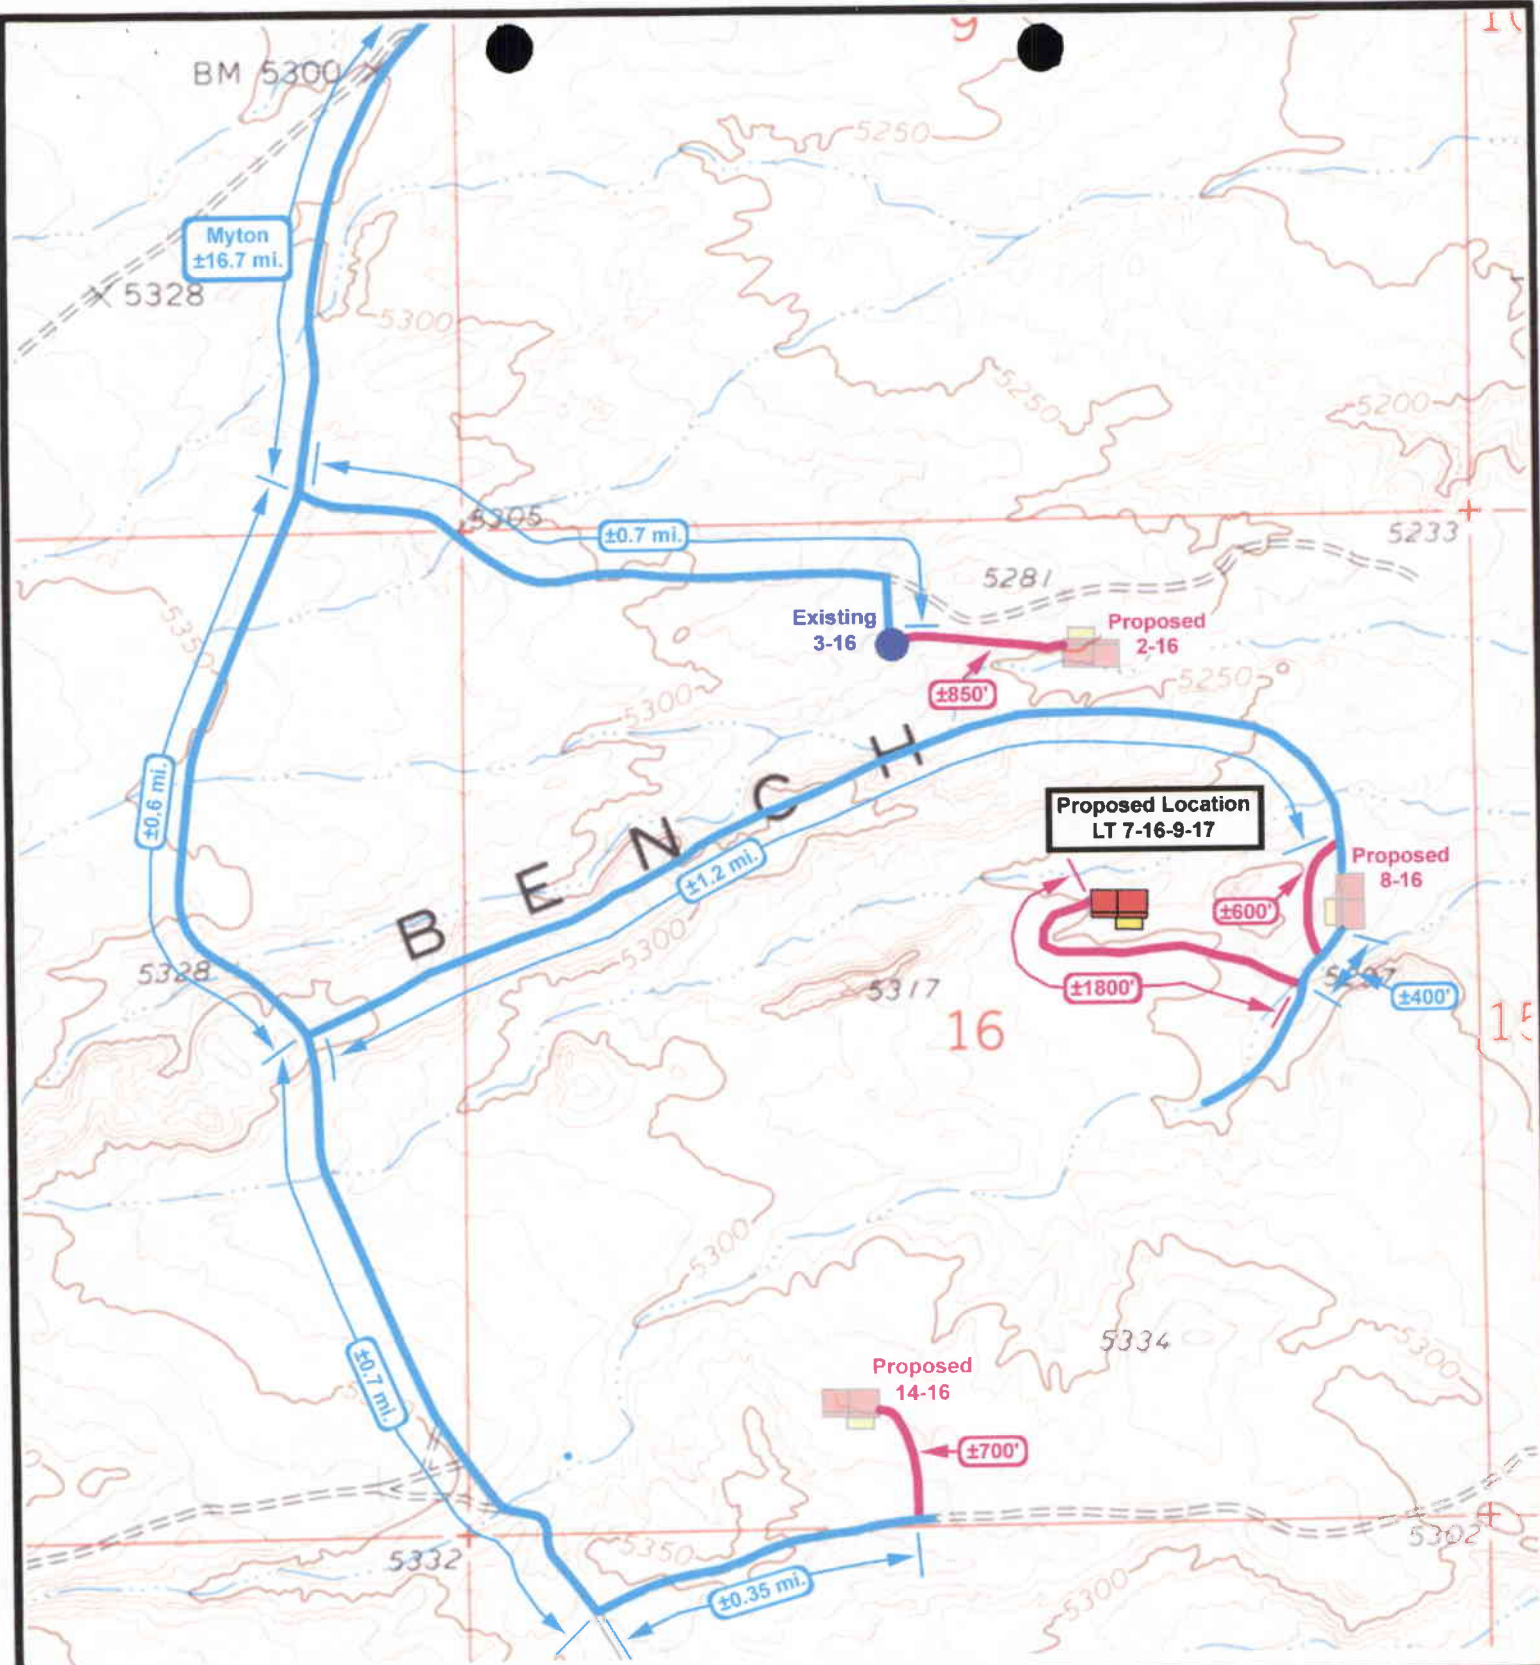 9
BM 5300
5250
Myton
±16.7 mi.
5328
5300
5250
5200
5305
±0.7 mi.
5233
5281
5350
Existing
3-16
Proposed
2-16
±850'
5250
5300
BENCH
±0.6 mi.
Proposed Location
LT 7-16-9-17
±1.2 mi.
Proposed
8-16
±600'
5300
5328
5317
±1800'
±400'
16
15
5300
5334
5300
±0.7 mi.
Proposed
14-16
±700'
5332
5350
5302
±0.35 mi.
5300